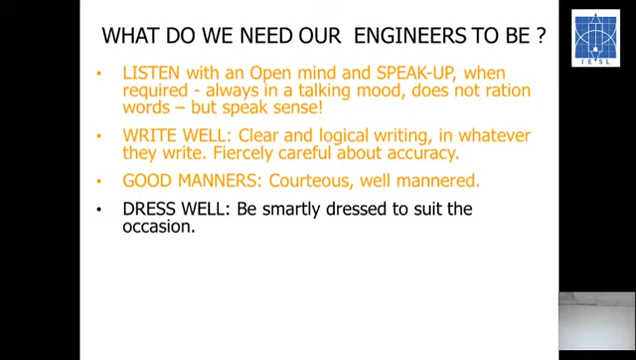 WHAT DO WE NEED OUR ENGINEERS TO BE ?
IESL
• LISTEN with an Open mind and SPEAK-UP, when
required - always in a talking mood, does not ration
words – but speak sense!
• WRITE WELL: Clear and logical writing, in whatever
they write. Fiercely careful about accuracy.
• GOOD MANNERS: Courteous, well mannered.
• DRESS WELL: Be smartly dressed to suit the
occasion.